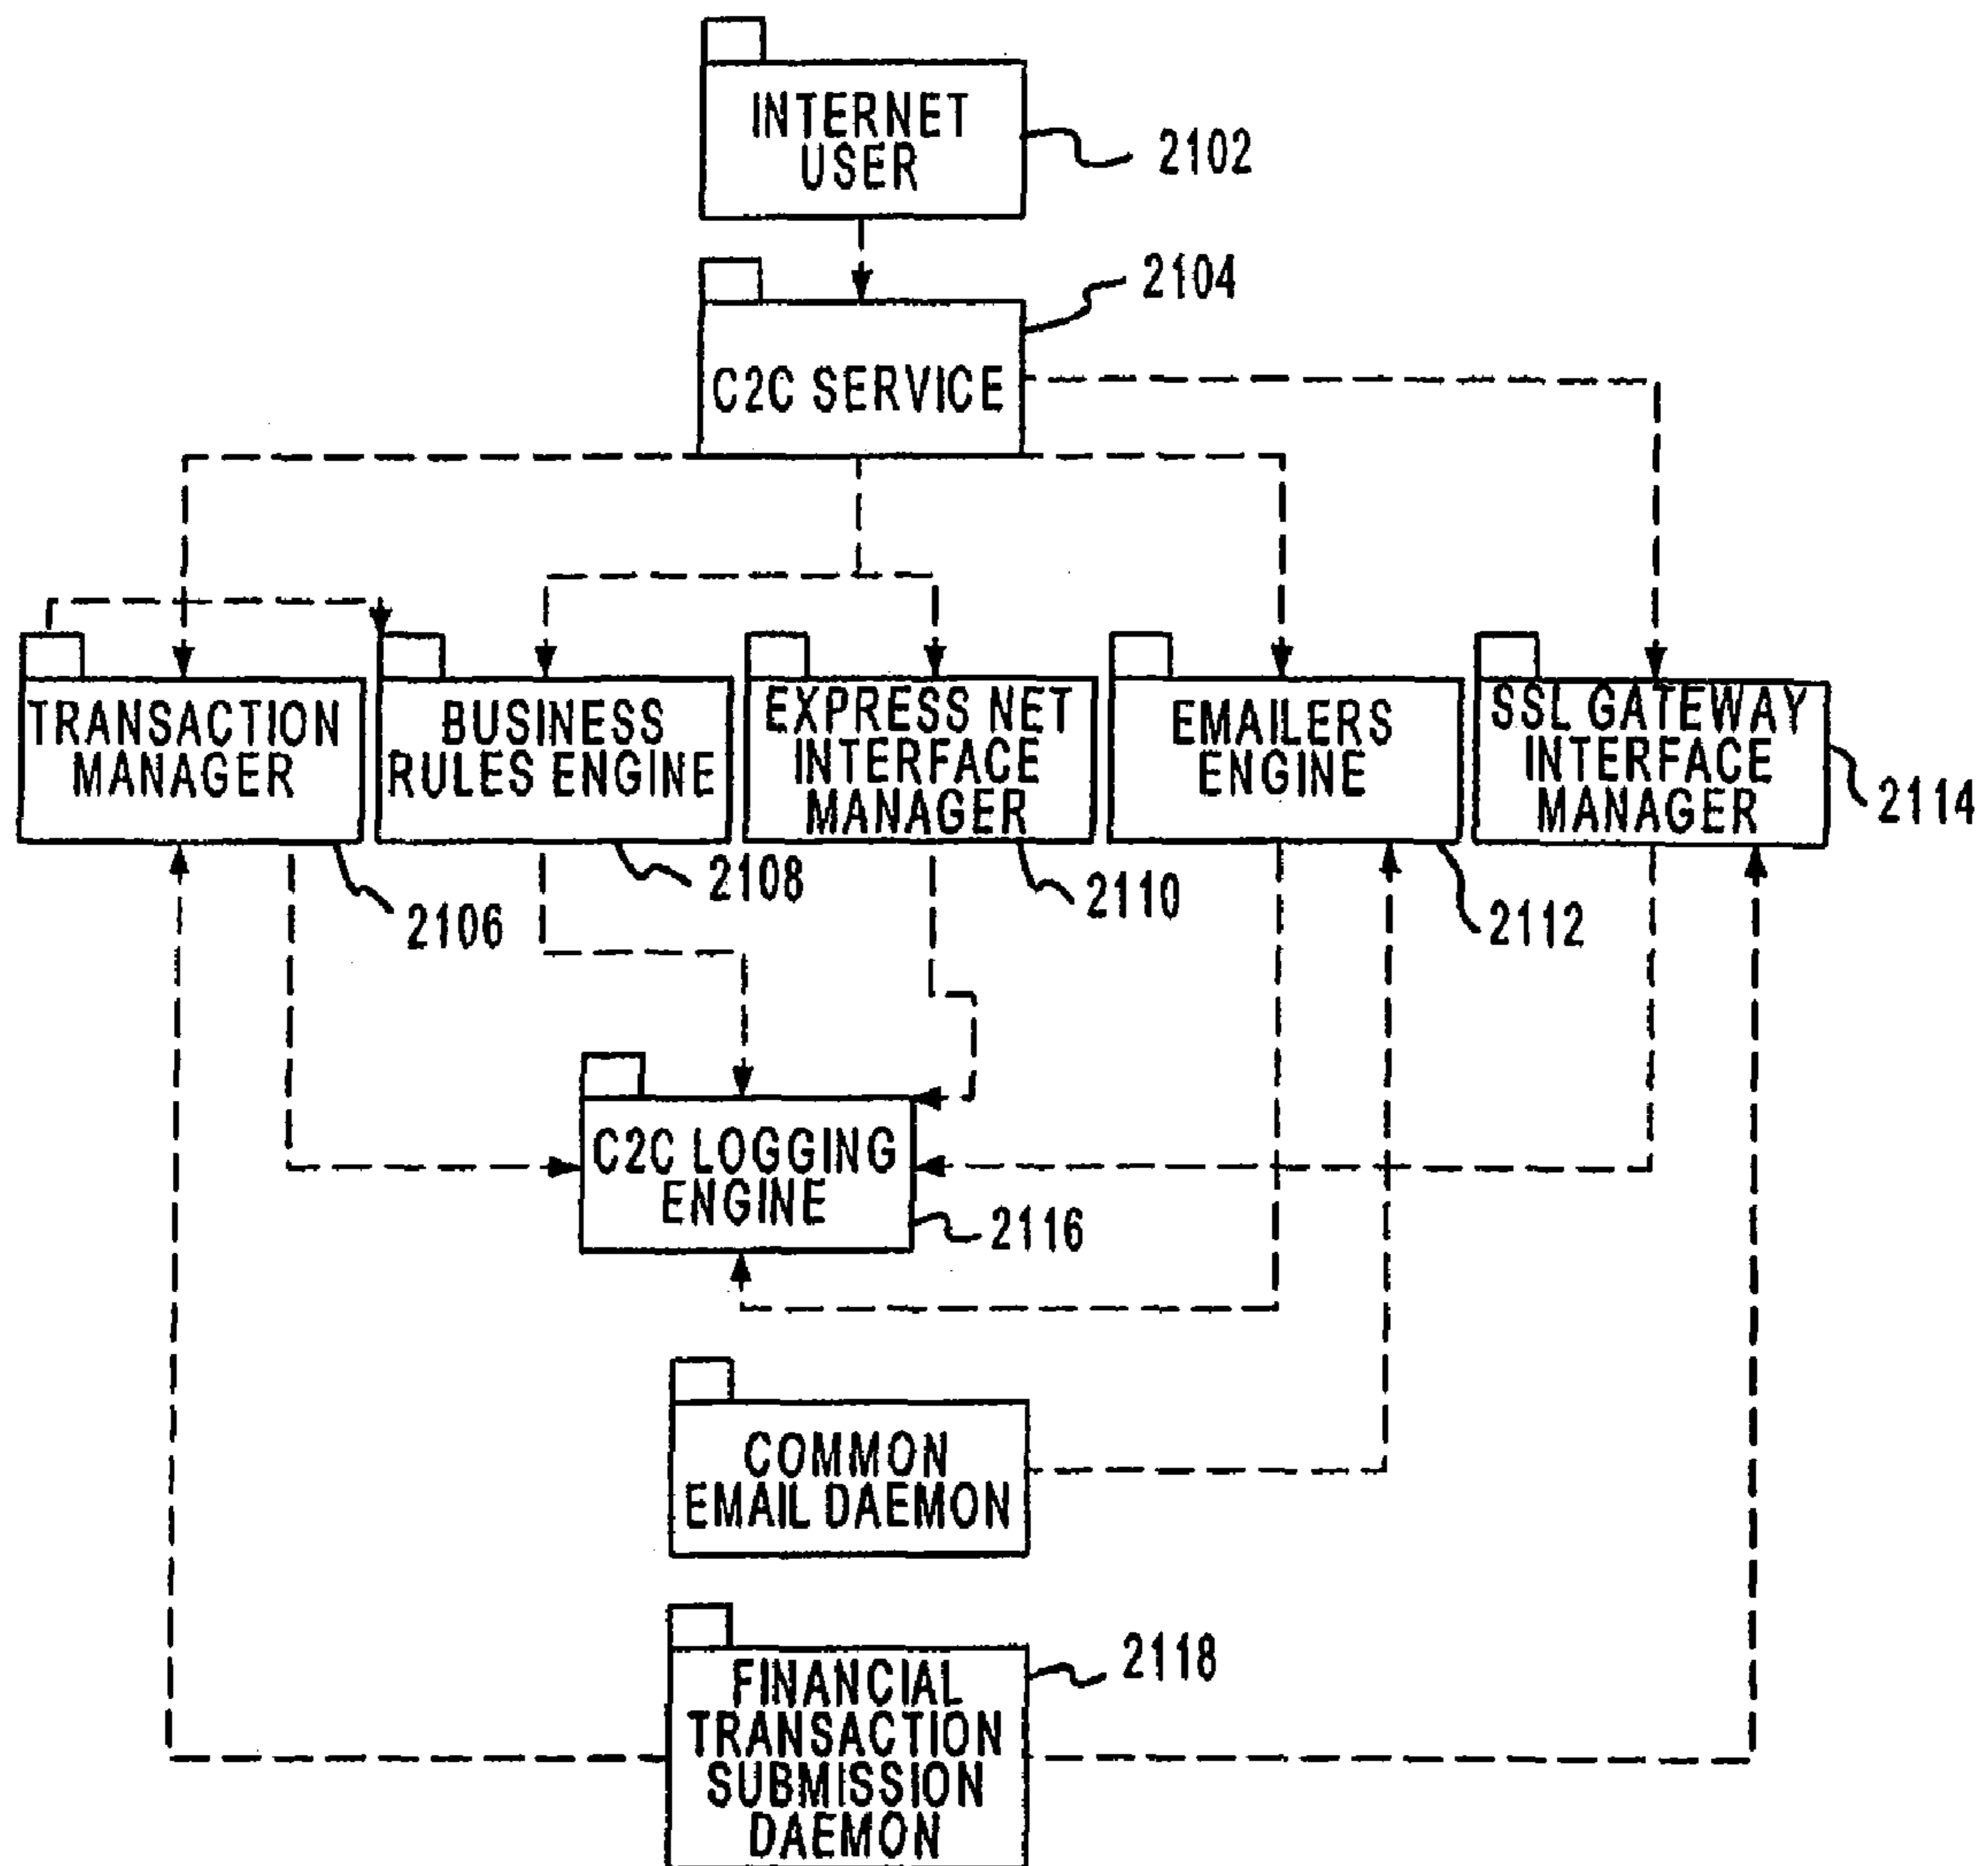 INTERNET
USER
2102
2104
C2C SERVICE
TRANSACTION
MANAGER
BUSINESS
RULES ENGINE
EXPRESS NET
INTERFACE
MANAGER
EMAILERS
ENGINE
SSL GATEWAY
INTERFACE
MANAGER
2114
2106
2108
2110
2112
C2C LOGGING
ENGINE
2116
COMMON
EMAIL DAEMON
2118
FINANCIAL
TRANSACTION
SUBMISSION
DAEMON